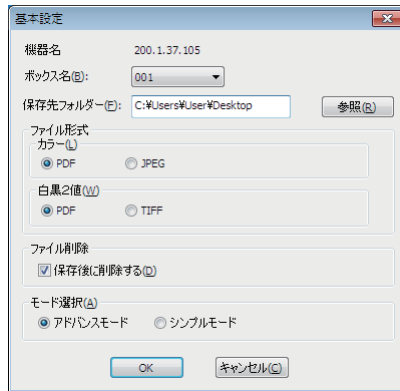 基本設定
機器名 200.1.37.105
ボックス名(B): 001
保存先フォルダー(F): C:¥Users¥User¥Desktop 参照(R)
ファイル形式
カラー(L)
PDF JPEG
白黒2値(W)
PDF TIFF
ファイル削除
保存後に削除する(D)
モード選択(A)
アドバンスモード シンプルモード
OK キャンセル(C)